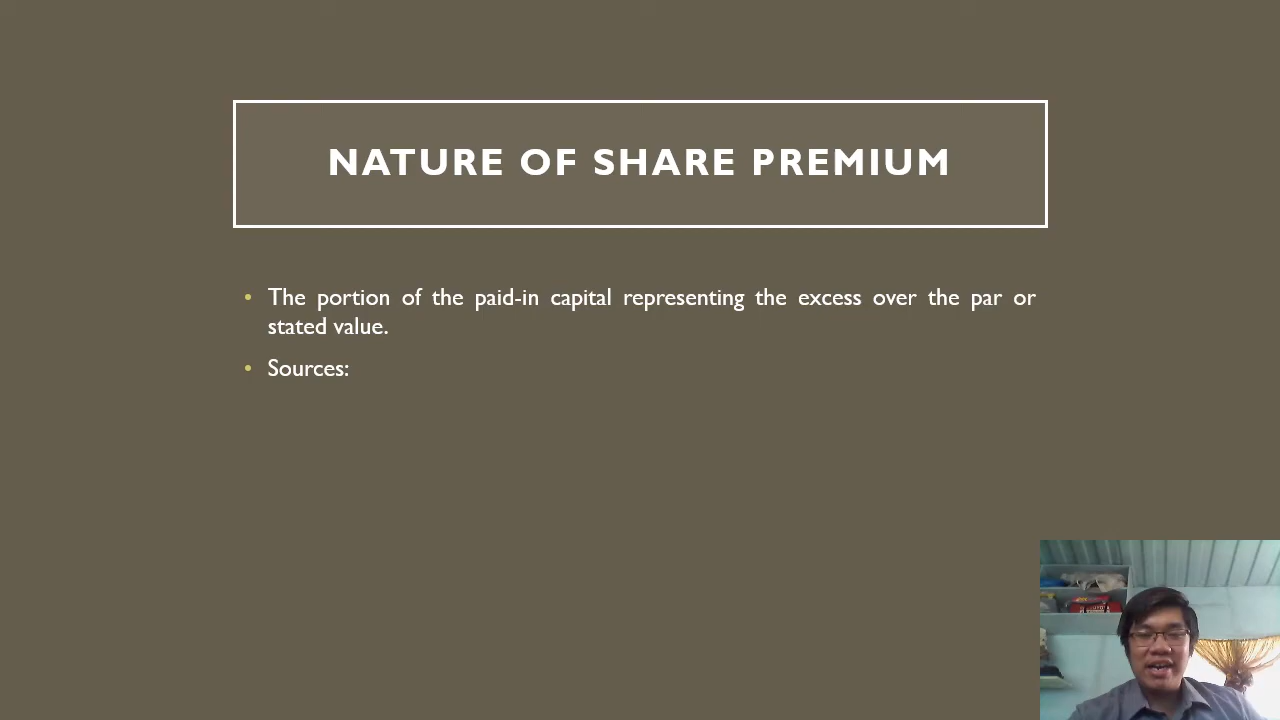 NATURE OF SHARE PREMIUM
• The portion of the paid-in capital representing the excess over the par or
stated value.
• Sources: